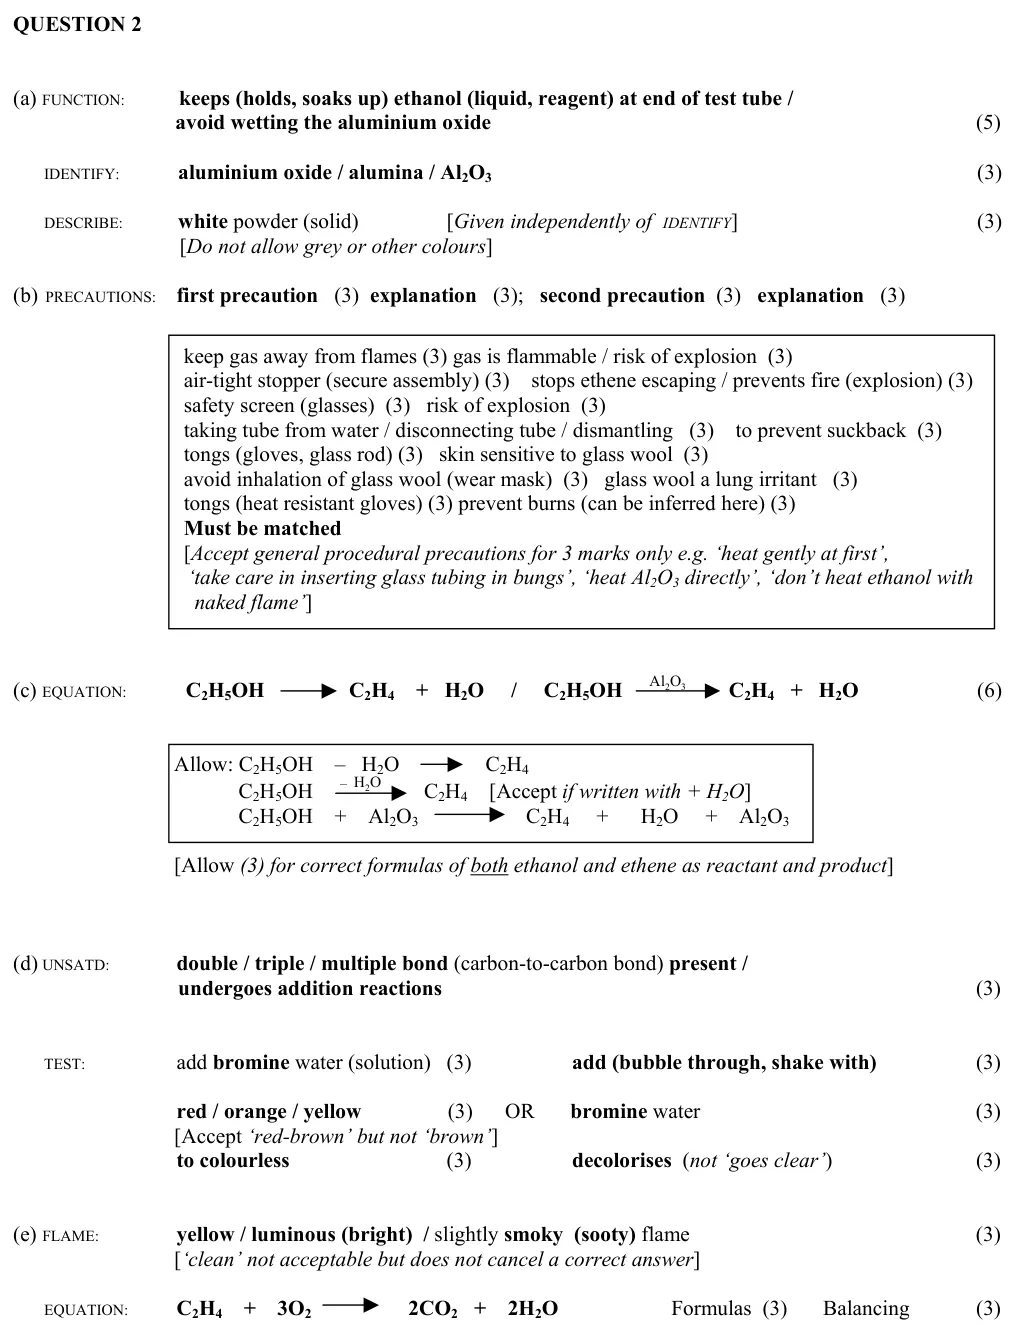 QUESTION 2
(a) FUNCTION: keeps (holds, soaks up) ethanol (liquid, reagent) at end of test tube /
avoid wetting the aluminium oxide (5)
IDENTIFY: aluminium oxide / alumina / Al₂O₃ (3)
DESCRIBE: white powder (solid) [Given independently of IDENTIFY] (3)
[Do not allow grey or other colours]
(b) PRECAUTIONS: first precaution (3) explanation (3); second precaution (3) explanation (3)
keep gas away from flames (3) gas is flammable / risk of explosion (3)
air-tight stopper (secure assembly) (3) stops ethene escaping / prevents fire (explosion) (3)
safety screen (glasses) (3) risk of explosion (3)
taking tube from water / disconnecting tube / dismantling (3) to prevent suckback (3)
tongs (gloves, glass rod) (3) skin sensitive to glass wool (3)
avoid inhalation of glass wool (wear mask) (3) glass wool a lung irritant (3)
tongs (heat resistant gloves) (3) prevent burns (can be inferred here) (3)
Must be matched
[Accept general procedural precautions for 3 marks only e.g. ‘heat gently at first’,
‘take care in inserting glass tubing in bungs’, ‘heat Al₂O₃ directly’, ‘don’t heat ethanol with
naked flame’]
(c) EQUATION: C₂H₅OH ⟶ C₂H₄ + H₂O / C₂H₅OH Al₂O₃ ⟶ C₂H₄ + H₂O (6)
Allow: C₂H₅OH – H₂O ⟶ C₂H₄
C₂H₅OH – H₂O ⟶ C₂H₄ [Accept if written with + H₂O]
C₂H₅OH + Al₂O₃ ⟶ C₂H₄ + H₂O + Al₂O₃
[Allow (3) for correct formulas of both ethanol and ethene as reactant and product]
(d) UNSATD: double / triple / multiple bond (carbon-to-carbon bond) present /
undergoes addition reactions (3)
TEST: add bromine water (solution) (3) add (bubble through, shake with) (3)
red / orange / yellow (3) OR bromine water (3)
[Accept ‘red-brown’ but not ‘brown’]
to colourless (3) decolorises (not ‘goes clear’) (3)
(e) FLAME: yellow / luminous (bright) / slightly smoky (sooty) flame (3)
[‘clean’ not acceptable but does not cancel a correct answer]
EQUATION: C₂H₄ + 3O₂ ⟶ 2CO₂ + 2H₂O Formulas (3) Balancing (3)